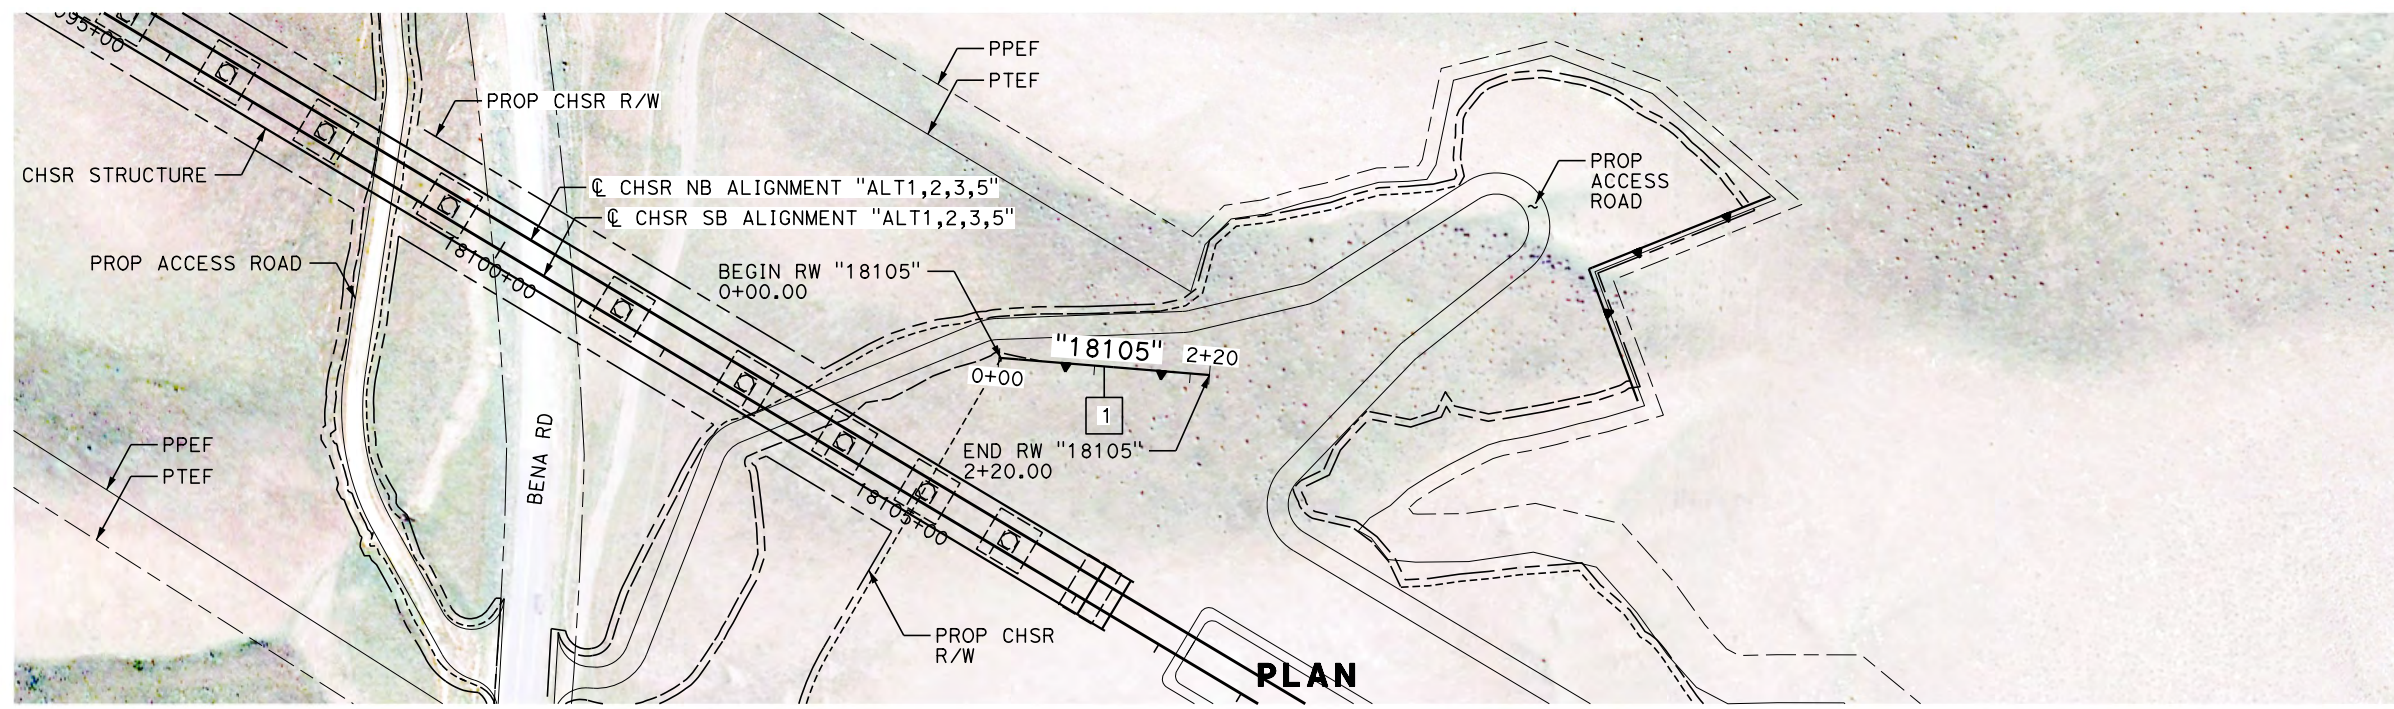 095+00
PPEF
PTEF
PROP CHSR R/W
CHSR STRUCTURE
PROP
ACCESS
ROAD
℄ CHSR NB ALIGNMENT "ALT1,2,3,5"
℄ CHSR SB ALIGNMENT "ALT1,2,3,5"
18100+00
PROP ACCESS ROAD
BEGIN RW "18105"
0+00.00
"18105"
2+20
0+00
1
BENA RD
PPEF
PTEF
END RW "18105"
2+20.00
18105+00
PROP CHSR
R/W
PLAN